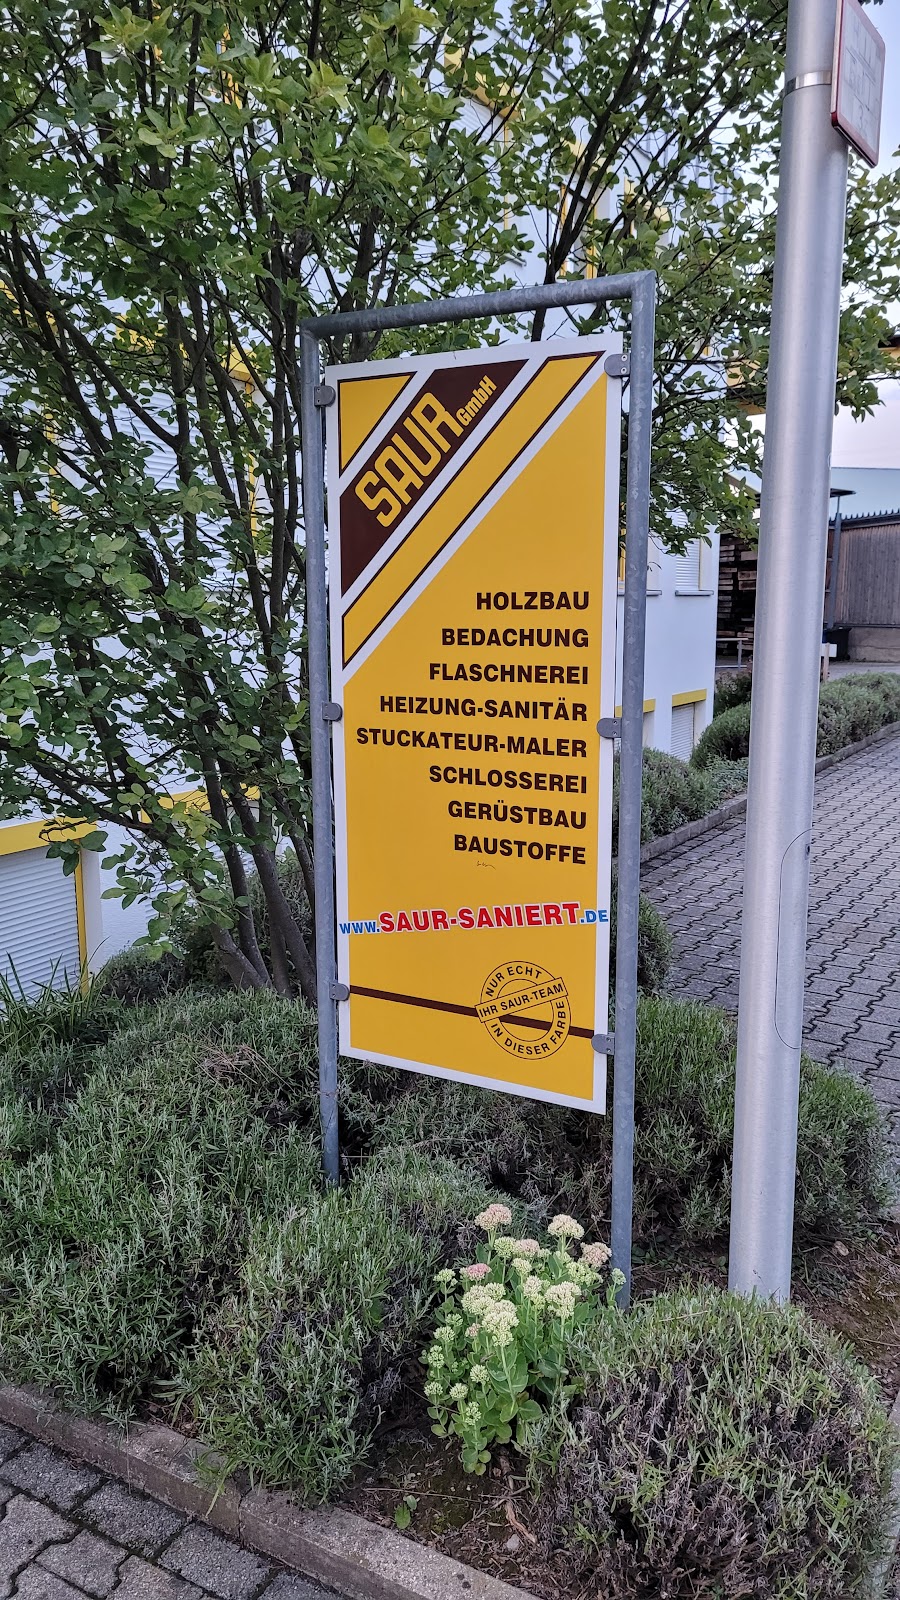 SAUR GmbH
HOLZBAU
BEDACHUNG
FLASCHNEREI
HEIZUNG-SANITÄR
STUCKATEUR-MALER
SCHLOSSEREI
GERÜSTBAU
BAUSTOFFE
www.SAUR-SANIERT.DE
NUR ECHT
IHR SAUR-TEAM
IN DIESER FARBE